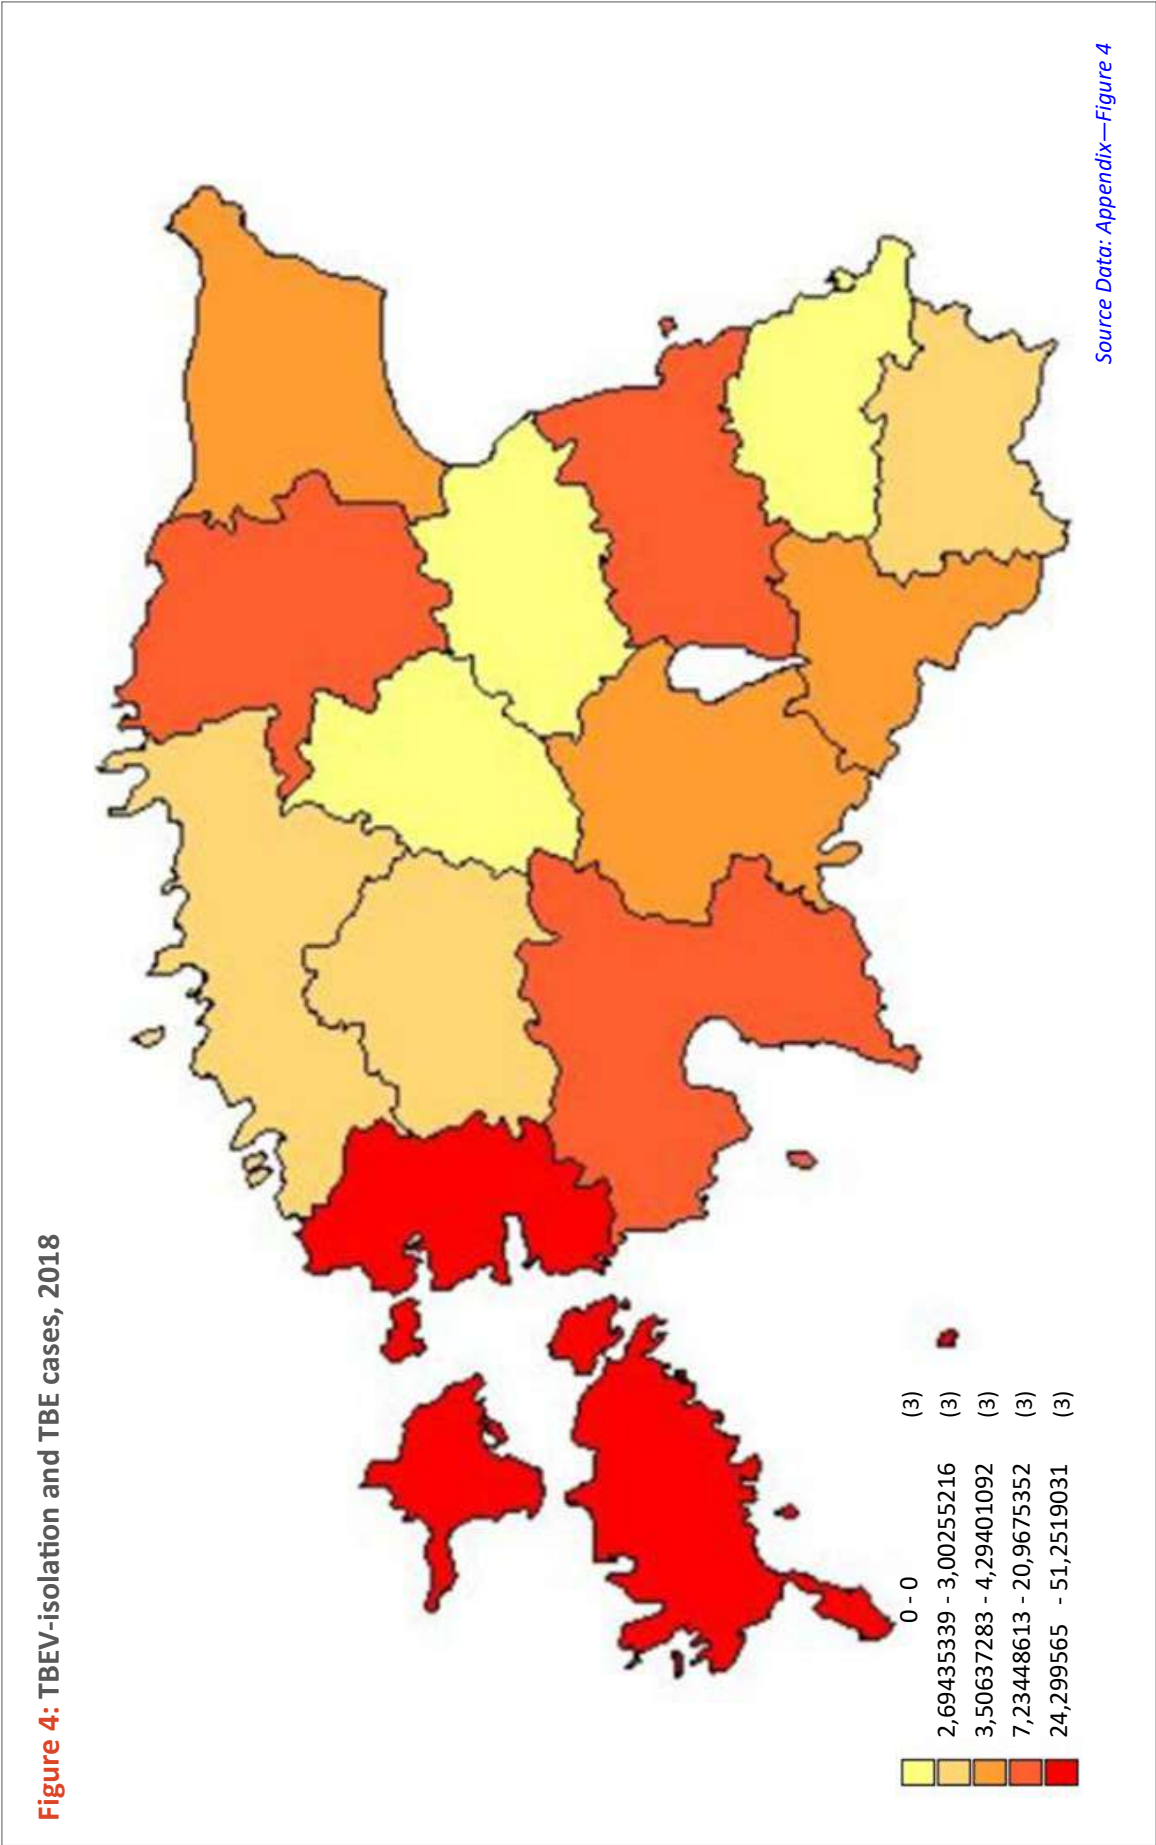 Figure 4: TBEV-isolation and TBE cases, 2018
0 - 0 (3)
2,69435339 - 3,00255216 (3)
3,50637283 - 4,29401092 (3)
7,23448613 - 20,9675352 (3)
24,299565 - 51,2519031 (3)
Source Data: Appendix—Figure 4